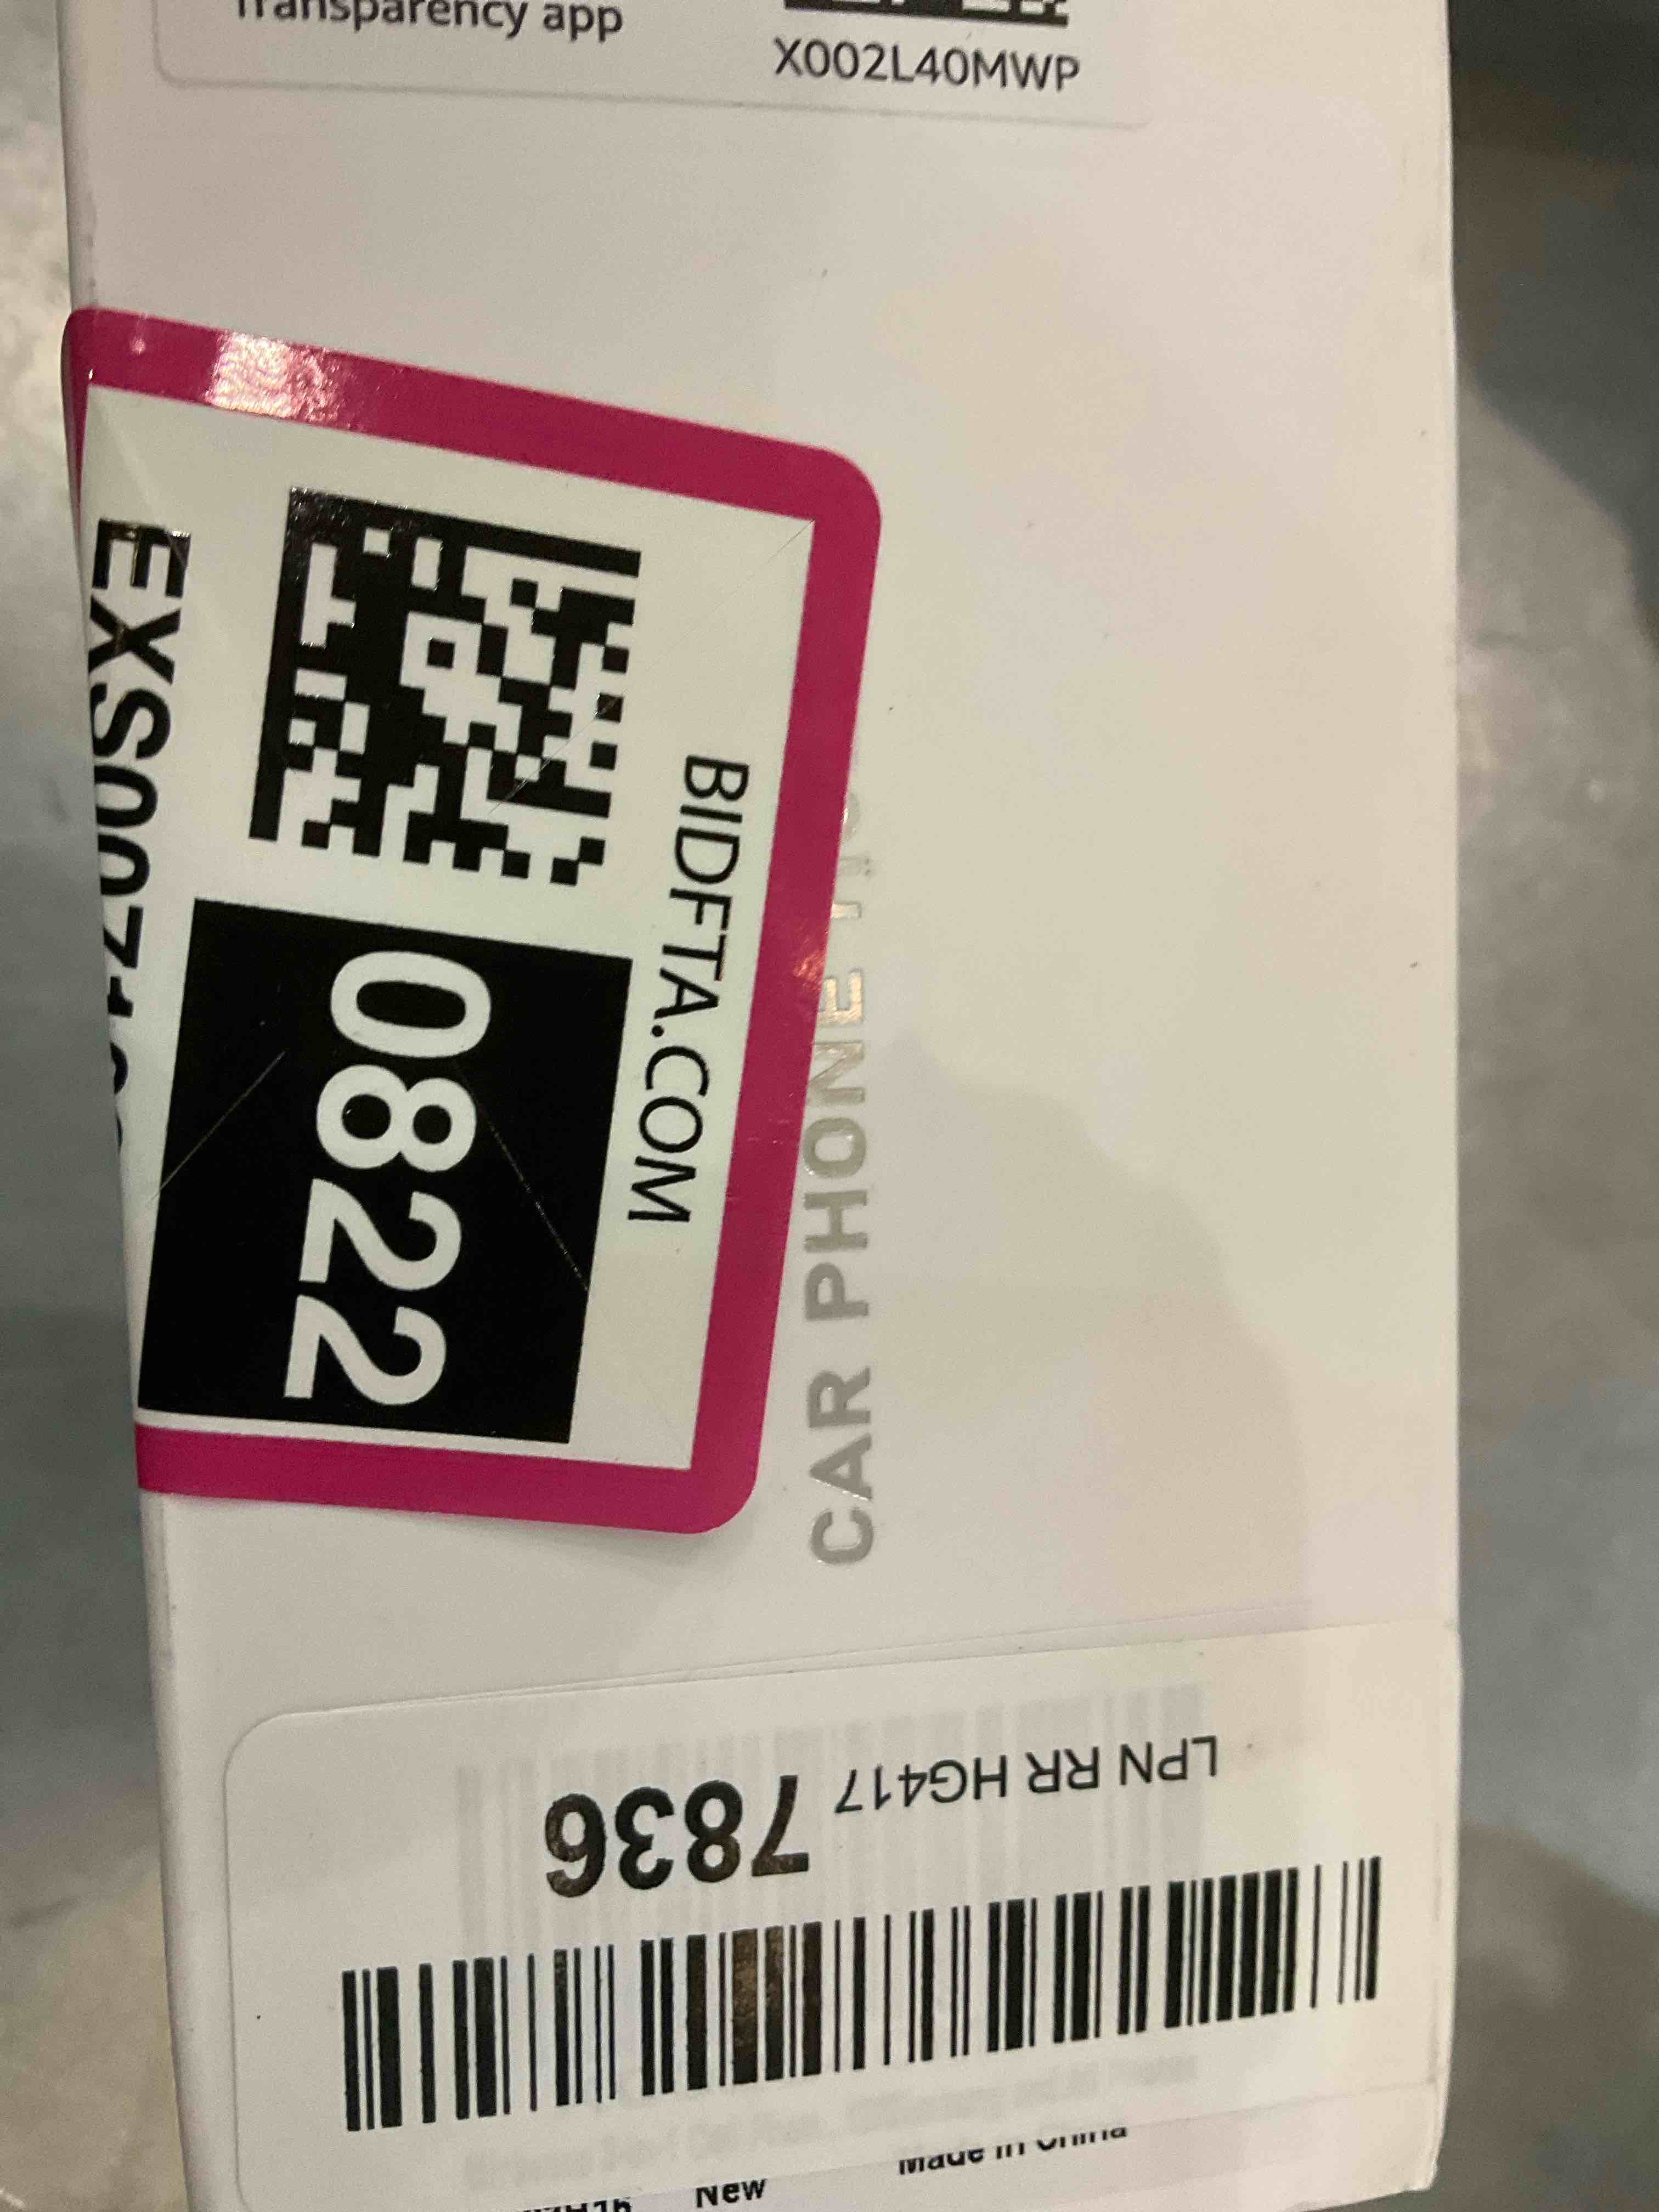 Transparency app
X002L40MWP
BIDFTA.COM
0822
CAR PHONE
LPN RR HG417 7836
New
Made in China